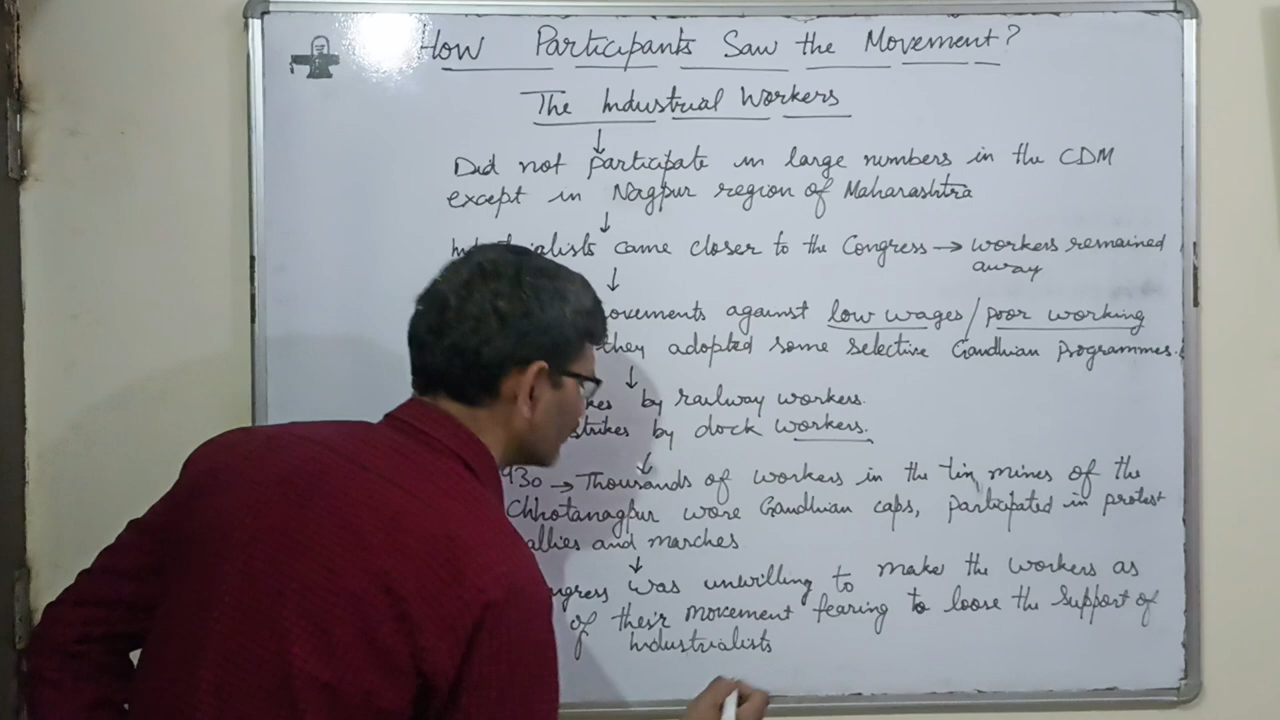 How Participants Saw the Movement?
The Industrial Workers
↓
Did not participate in large numbers in the CDM
except in Nagpur region of Maharashtra
↓
came closer to the Congress → workers remained
away
↓
against low wages / poor working
they adopted some selective Gandhian Programmes.
↓
by railway workers.
strikes by dock workers.
↓
→ Thousands of workers in the tin mines of the
Chhotanagpur wore Gandhian caps, participated in protest
and marches
↓
was unwilling to make the workers as
of their movement fearing to loose the support of
industrialists